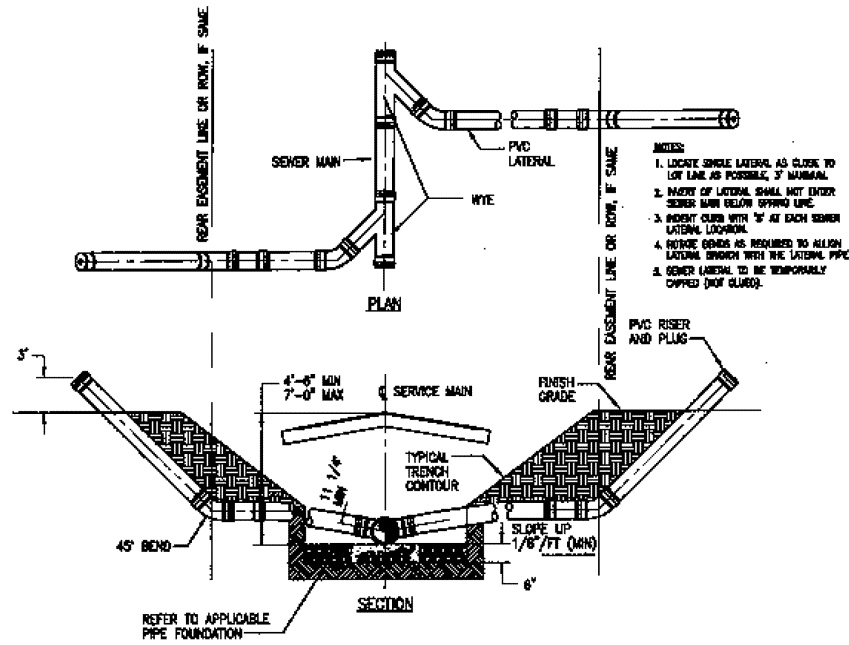 REAR EASEMENT LINE OR ROW, IF SAME
SEWER MAIN
PVC
LATERAL
WYE
PLAN
REAR EASEMENT LINE OR ROW, IF SAME
NOTES:
1. LOCATE SINGLE LATERAL AS CLOSE TO
LOT LINE AS POSSIBLE, 3' MAXIMUM.
2. INVERT OF LATERAL SHALL NOT ENTER
SEWER MAIN BELOW SPRING LINE.
3. INDENT CURB WITH "S" AT EACH SEWER
LATERAL LOCATION.
4. ROTATE BENDS AS REQUIRED TO ALLIGN
LATERAL BRANCH WITH THE LATERAL PIPE.
5. SEWER LATERAL TO BE TEMPORARILY
CAPPED (NOT GLUED).
3'
4'-6" MIN
7'-0" MAX
SERVICE MAIN
FINISH
GRADE
PVC RISER
AND PLUG
TYPICAL
TRENCH
CONTOUR
11 1/4°
MIN
45° BEND
SLOPE UP
1/8"/FT (MIN)
6"
SECTION
REFER TO APPLICABLE
PIPE FOUNDATION